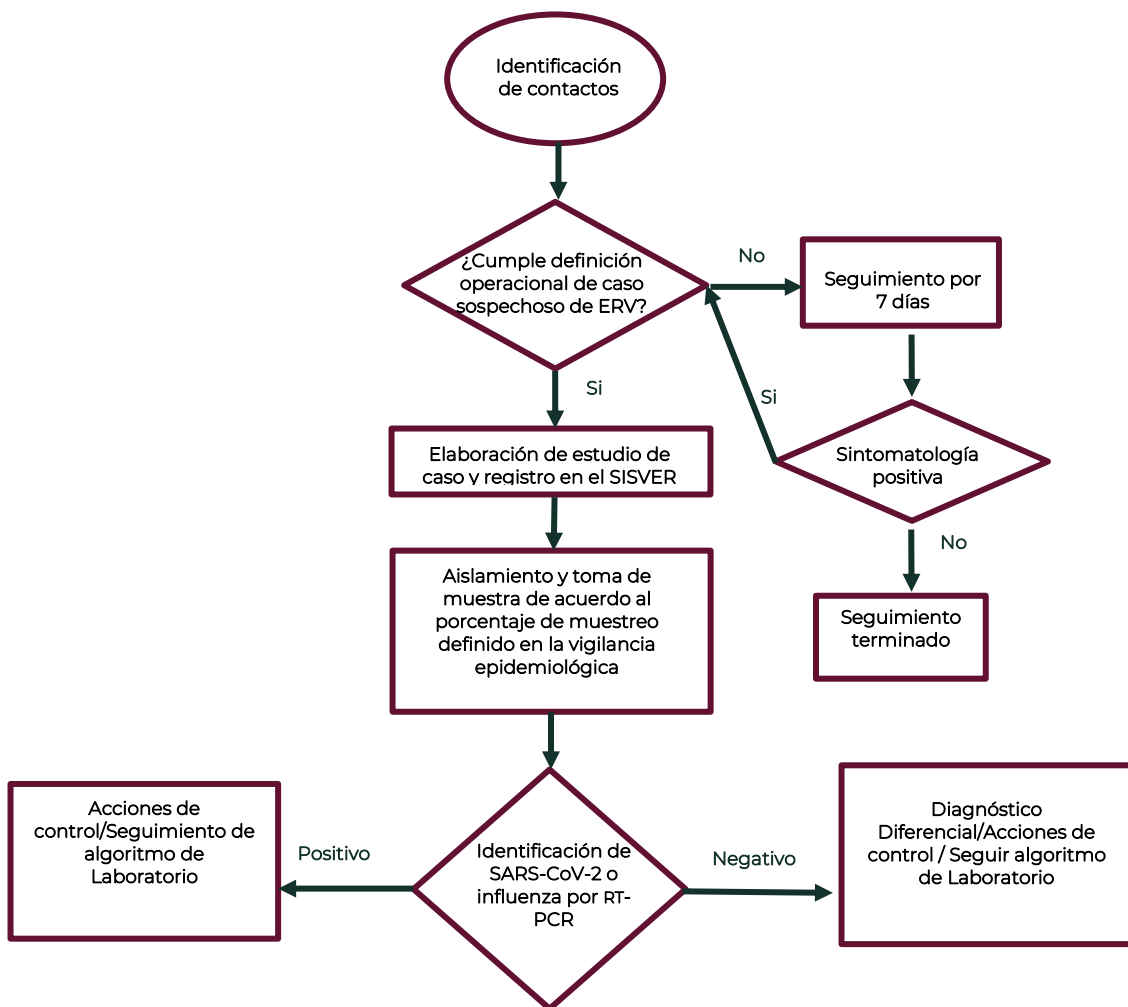 Identificación
de contactos
¿Cumple definición
operacional de caso
sospechoso de ERV?
No
Seguimiento por
7 días
Si
Si
Sintomatología
positiva
Elaboración de estudio de
caso y registro en el SISVER
No
Aislamiento y toma de
muestra de acuerdo al
porcentaje de muestreo
definido en la vigilancia
epidemiológica
Seguimiento
terminado
Acciones de
control/Seguimiento de
algoritmo de
Laboratorio
Positivo
Identificación de
SARS-CoV-2 o
influenza por RT-
PCR
Negativo
Diagnóstico
Diferencial/Acciones de
control / Seguir algoritmo
de Laboratorio